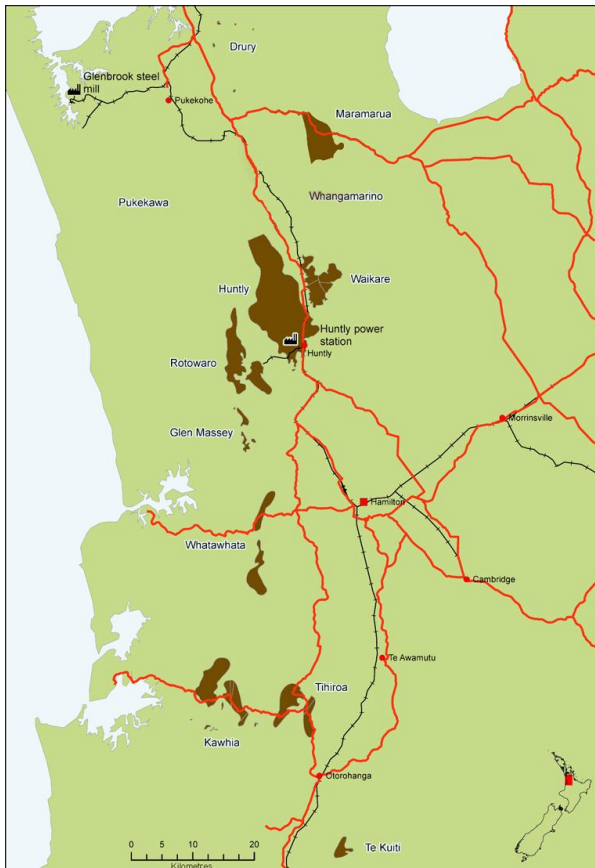 Drury
Glenbrook steel
mill
Pukekohe
Maramarua
Whangamarino
Pukekawa
Waikare
Huntly
Huntly power
station
Huntly
Rotowaro
Morrinsville
Glen Massey
Hamilton
Whatawhata
Cambridge
Te Awamutu
Tihiroa
Kawhia
Otorohanga
Te Kuiti
0 5 10 20
Kilometres